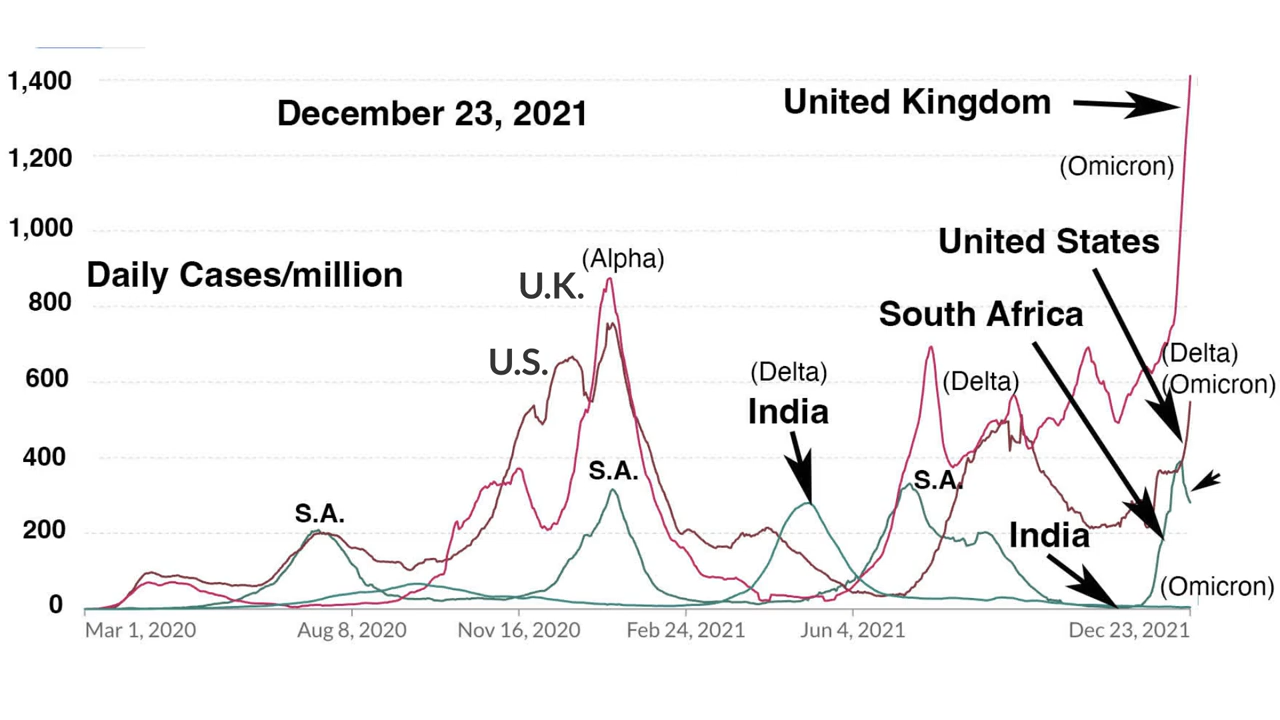 1,400
1,200
1,000
800
600
400
200
0
December 23, 2021
Daily Cases/million
United Kingdom
(Omicron)
United States
South Africa
(Alpha)
U.K.
U.S.
(Delta)
India
(Delta)
(Delta)
(Omicron)
S.A.
S.A.
S.A.
India
(Omicron)
Mar 1, 2020
Aug 8, 2020
Nov 16, 2020
Feb 24, 2021
Jun 4, 2021
Dec 23, 2021